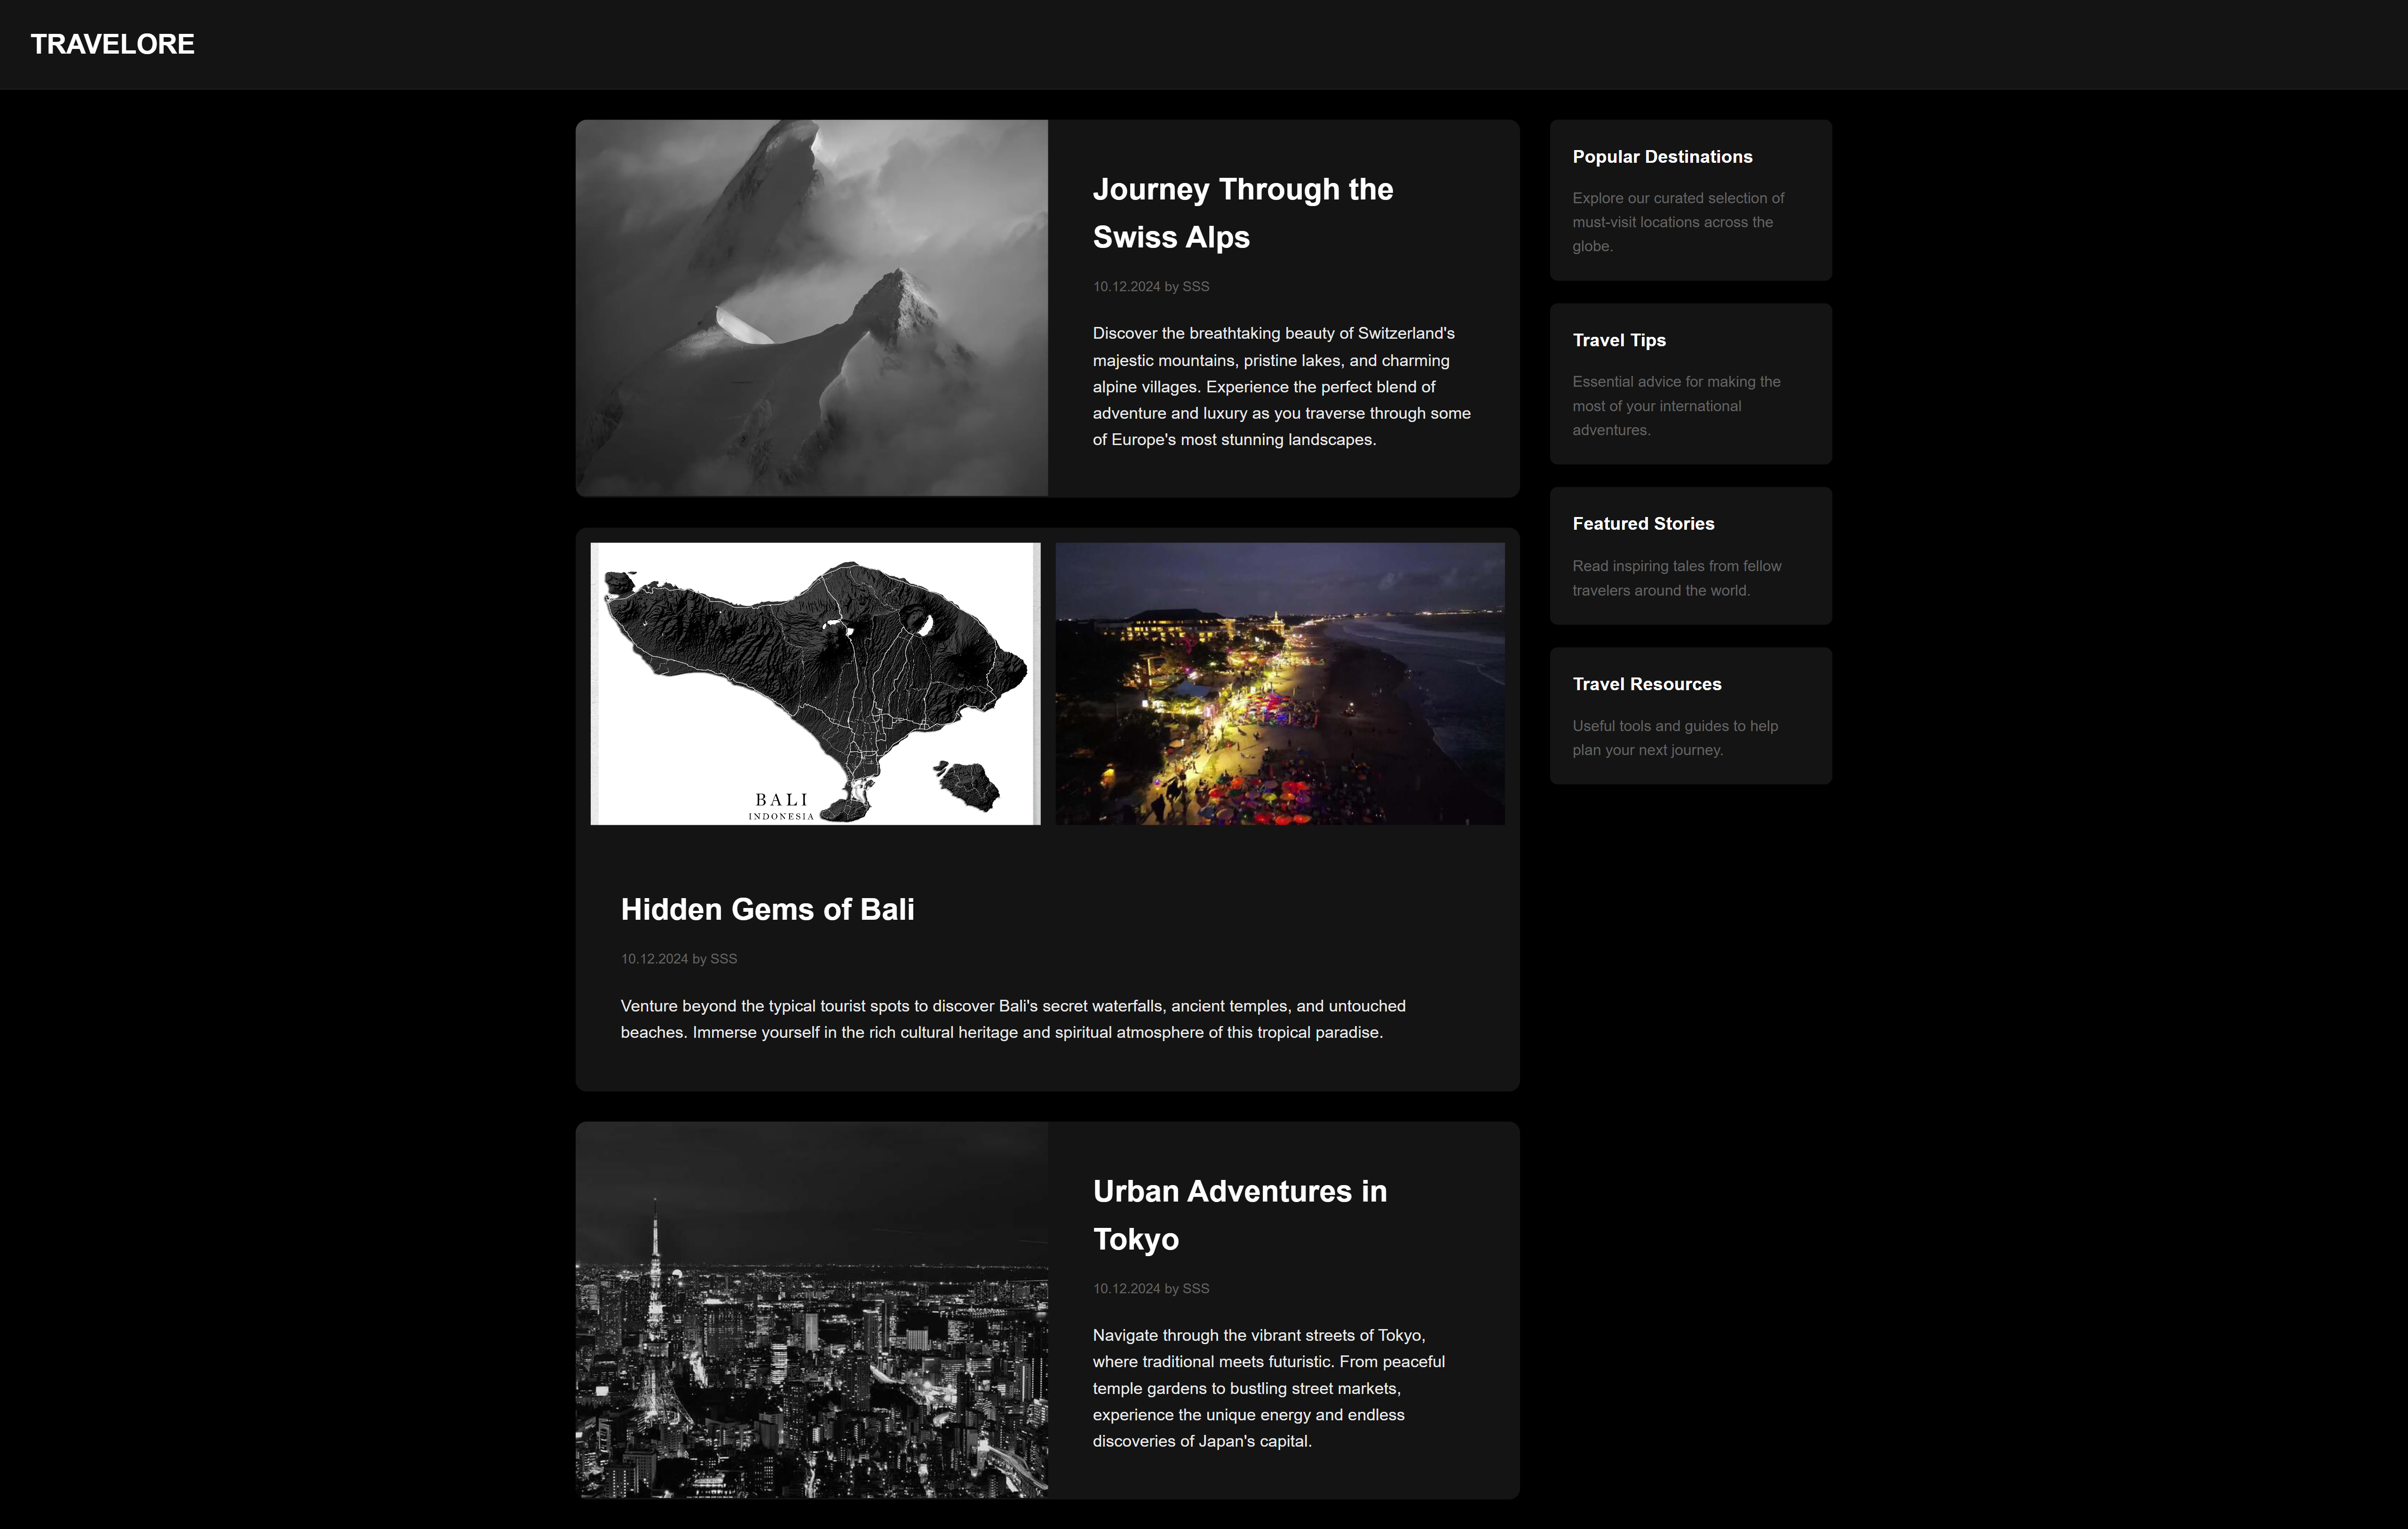 TRAVELORE
Journey Through the
Swiss Alps
10.12.2024 by SSS
Discover the breathtaking beauty of Switzerland's
majestic mountains, pristine lakes, and charming
alpine villages. Experience the perfect blend of
adventure and luxury as you traverse through some
of Europe's most stunning landscapes.
BALI
INDONESIA
Hidden Gems of Bali
10.12.2024 by SSS
Venture beyond the typical tourist spots to discover Bali's secret waterfalls, ancient temples, and untouched
beaches. Immerse yourself in the rich cultural heritage and spiritual atmosphere of this tropical paradise.
Urban Adventures in
Tokyo
10.12.2024 by SSS
Navigate through the vibrant streets of Tokyo,
where traditional meets futuristic. From peaceful
temple gardens to bustling street markets,
experience the unique energy and endless
discoveries of Japan's capital.
Popular Destinations
Explore our curated selection of
must-visit locations across the
globe.
Travel Tips
Essential advice for making the
most of your international
adventures.
Featured Stories
Read inspiring tales from fellow
travelers around the world.
Travel Resources
Useful tools and guides to help
plan your next journey.